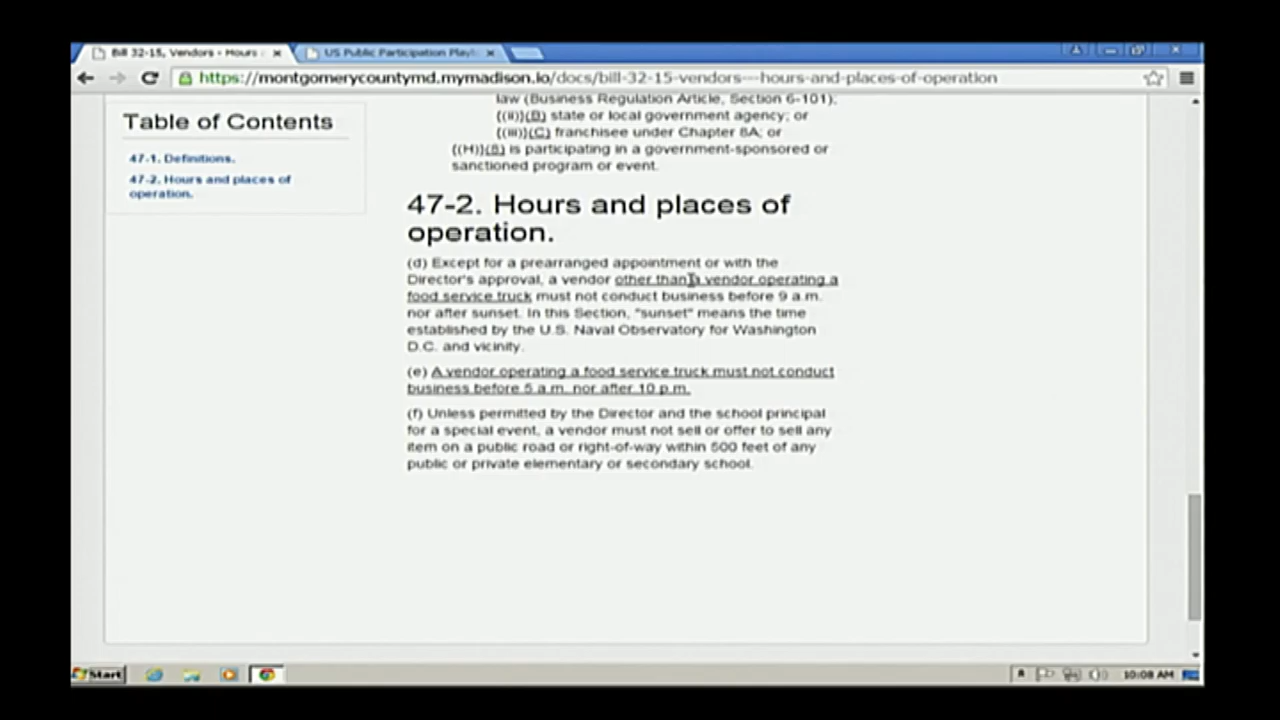 Bill 32-15, Vendors - Hours
US Public Participation Playb
https://montgomerycountymd.mymadison.io/docs/bill-32-15-vendors---hours-and-places-of-operation
Table of Contents
47-1. Definitions.
47-2. Hours and places of
operation.
law (Business Regulation Article, Section 6-101);
[(ii)](B) state or local government agency; or
[(iii)](C) franchisee under Chapter 8A; or
[(H)](8) is participating in a government-sponsored or
sanctioned program or event.
47-2. Hours and places of
operation.
(d) Except for a prearranged appointment or with the
Director's approval, a vendor other than a vendor operating a
food service truck must not conduct business before 9 a.m.
nor after sunset. In this Section, "sunset" means the time
established by the U.S. Naval Observatory for Washington
D.C. and vicinity.
(e) A vendor operating a food service truck must not conduct
business before 5 a.m. nor after 10 p.m.
(f) Unless permitted by the Director and the school principal
for a special event, a vendor must not sell or offer to sell any
item on a public road or right-of-way within 500 feet of any
public or private elementary or secondary school.
Start
10:08 AM